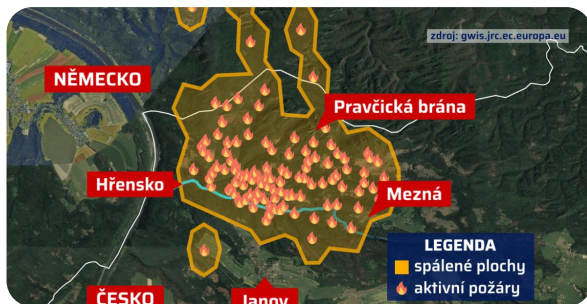 zdroj: gwis.jrc.ec.europa.eu
NĚMECKO
Pravčická brána
Hřensko
Mezná
LEGENDA
spálené plochy
aktivní požáry
ČESKO
Janov